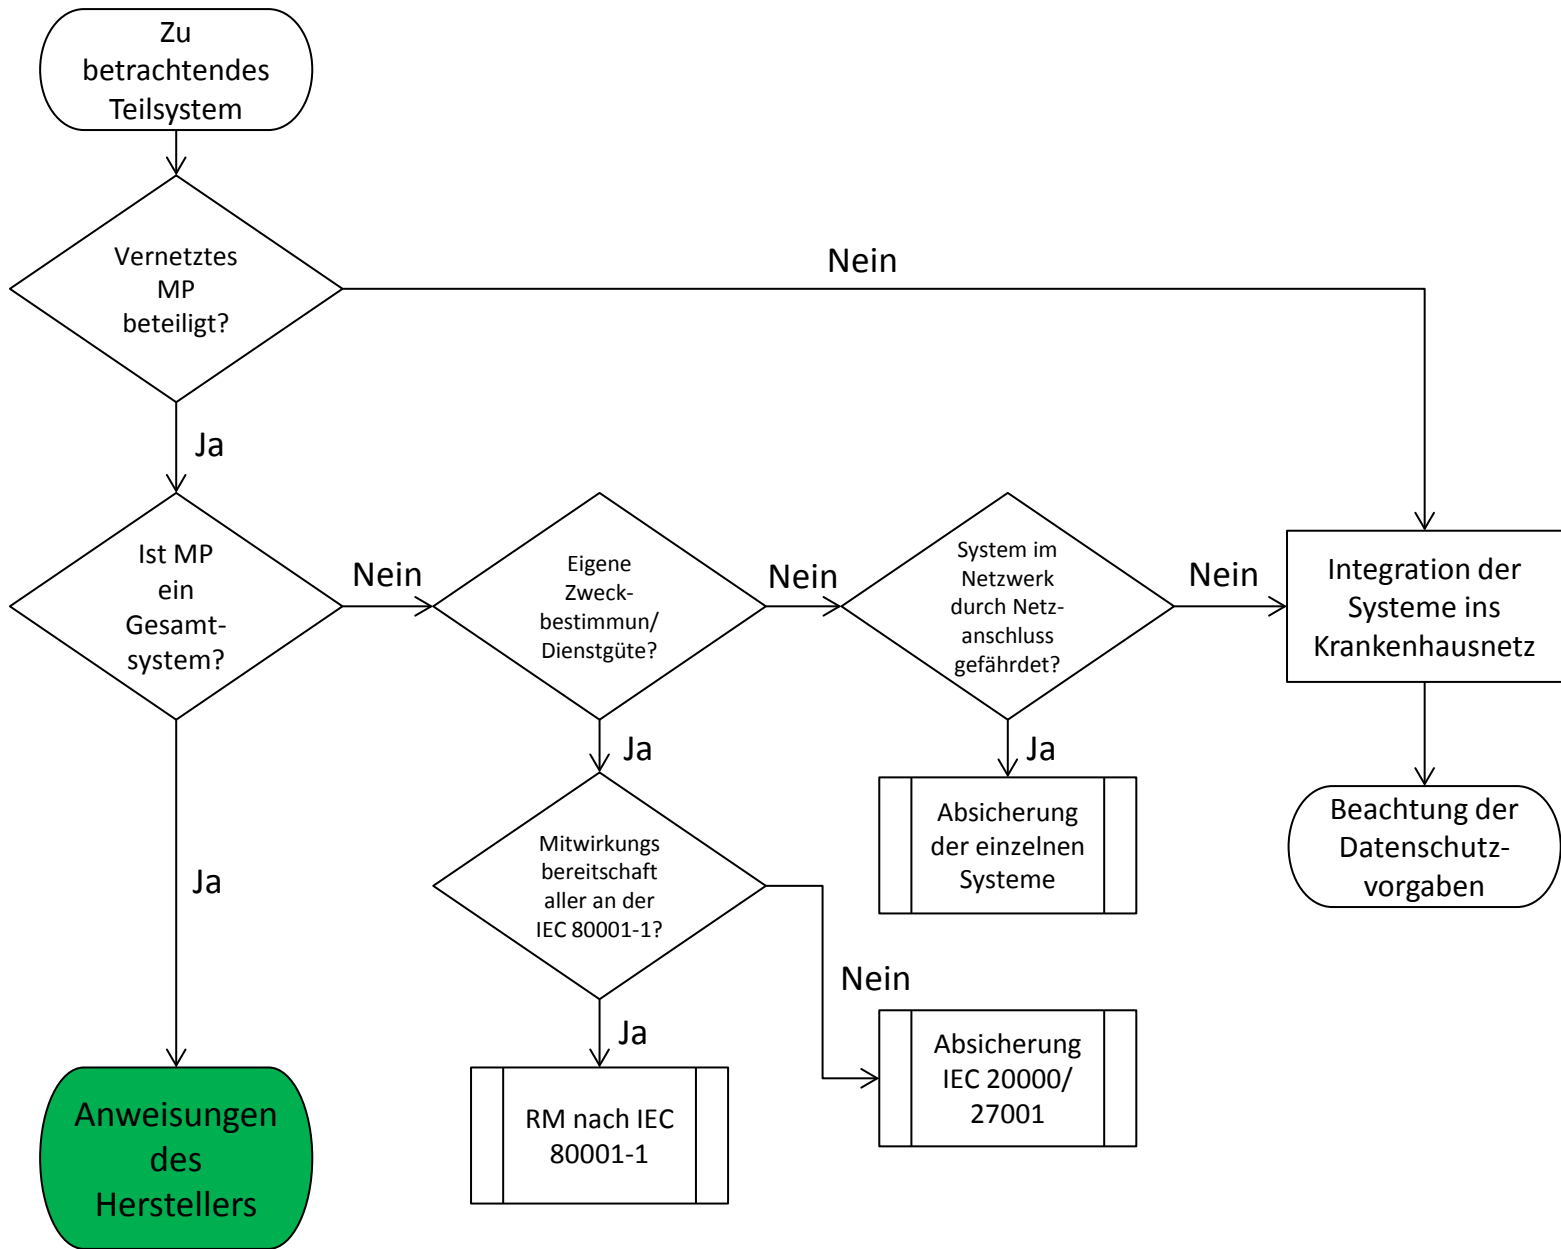 Zu
betrachtendes
Teilsystem
Vernetztes
MP
beteiligt?
Nein
Ja
Ist MP
ein
Gesamt-
system?
Nein
Eigene
Zweck-
bestimmun/
Dienstgüte?
Nein
System im
Netzwerk
durch Netz-
anschluss
gefährdet?
Nein
Integration der
Systeme ins
Krankenhausnetz
Ja
Ja
Ja
Mitwirkungs
bereitschaft
aller an der
IEC 80001-1?
Absicherung
der einzelnen
Systeme
Beachtung der
Datenschutz-
vorgaben
Nein
Ja
Absicherung
IEC 20000/
27001
RM nach IEC
80001-1
Anweisungen
des
Herstellers